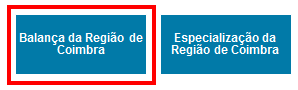 Balança da Região de
Coimbra
Especialização da
Região de Coimbra